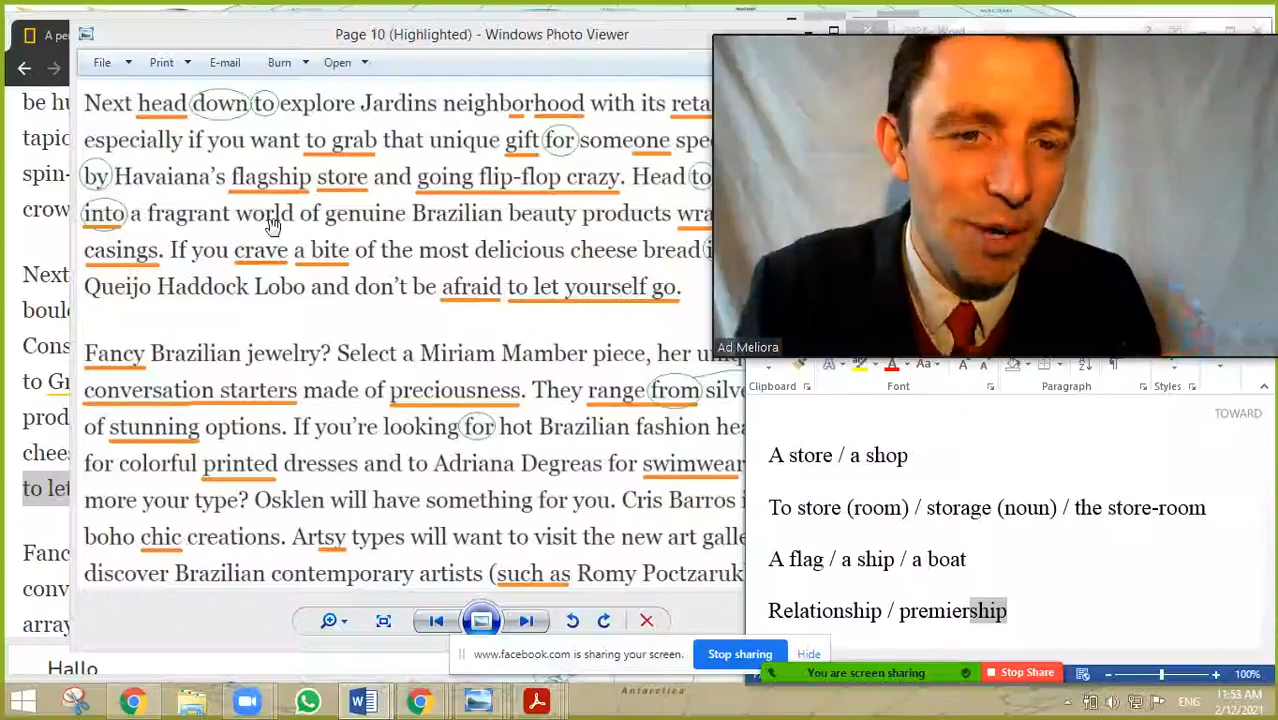 Page 10 (Highlighted) - Windows Photo Viewer
File Print E-mail Burn Open
Next head down to explore Jardins neighborhood with its
especially if you want to grab that unique gift for someone
by Havaiana's flagship store and going flip-flop crazy. Head to
into a fragrant world of genuine Brazilian beauty products
casings. If you crave a bite of the most delicious cheese bread
Queijo Haddock Lobo and don't be afraid to let yourself go.
Fancy Brazilian jewelry? Select a Miriam Mamber piece, her
conversation starters made of preciousness. They range from
of stunning options. If you're looking for hot Brazilian fashion
for colorful printed dresses and to Adriana Degreas for swimwear
more your type? Osklen will have something for you. Cris Barros
boho chic creations. Artsy types will want to visit the new art
discover Brazilian contemporary artists (such as Romy
be
spin-
Next
to
to let
Hallo
Ad Meliora
Clipboard Font Paragraph Styles
TOWARD
A store / a shop
To store (room) / storage (noun) / the store-room
A flag / a ship / a boat
Relationship / premiership
www.facebook.com is sharing your screen. Stop sharing Hide
You are screen sharing Stop Share
100%
Antarctica
ENG
11:53 AM
2/12/2021